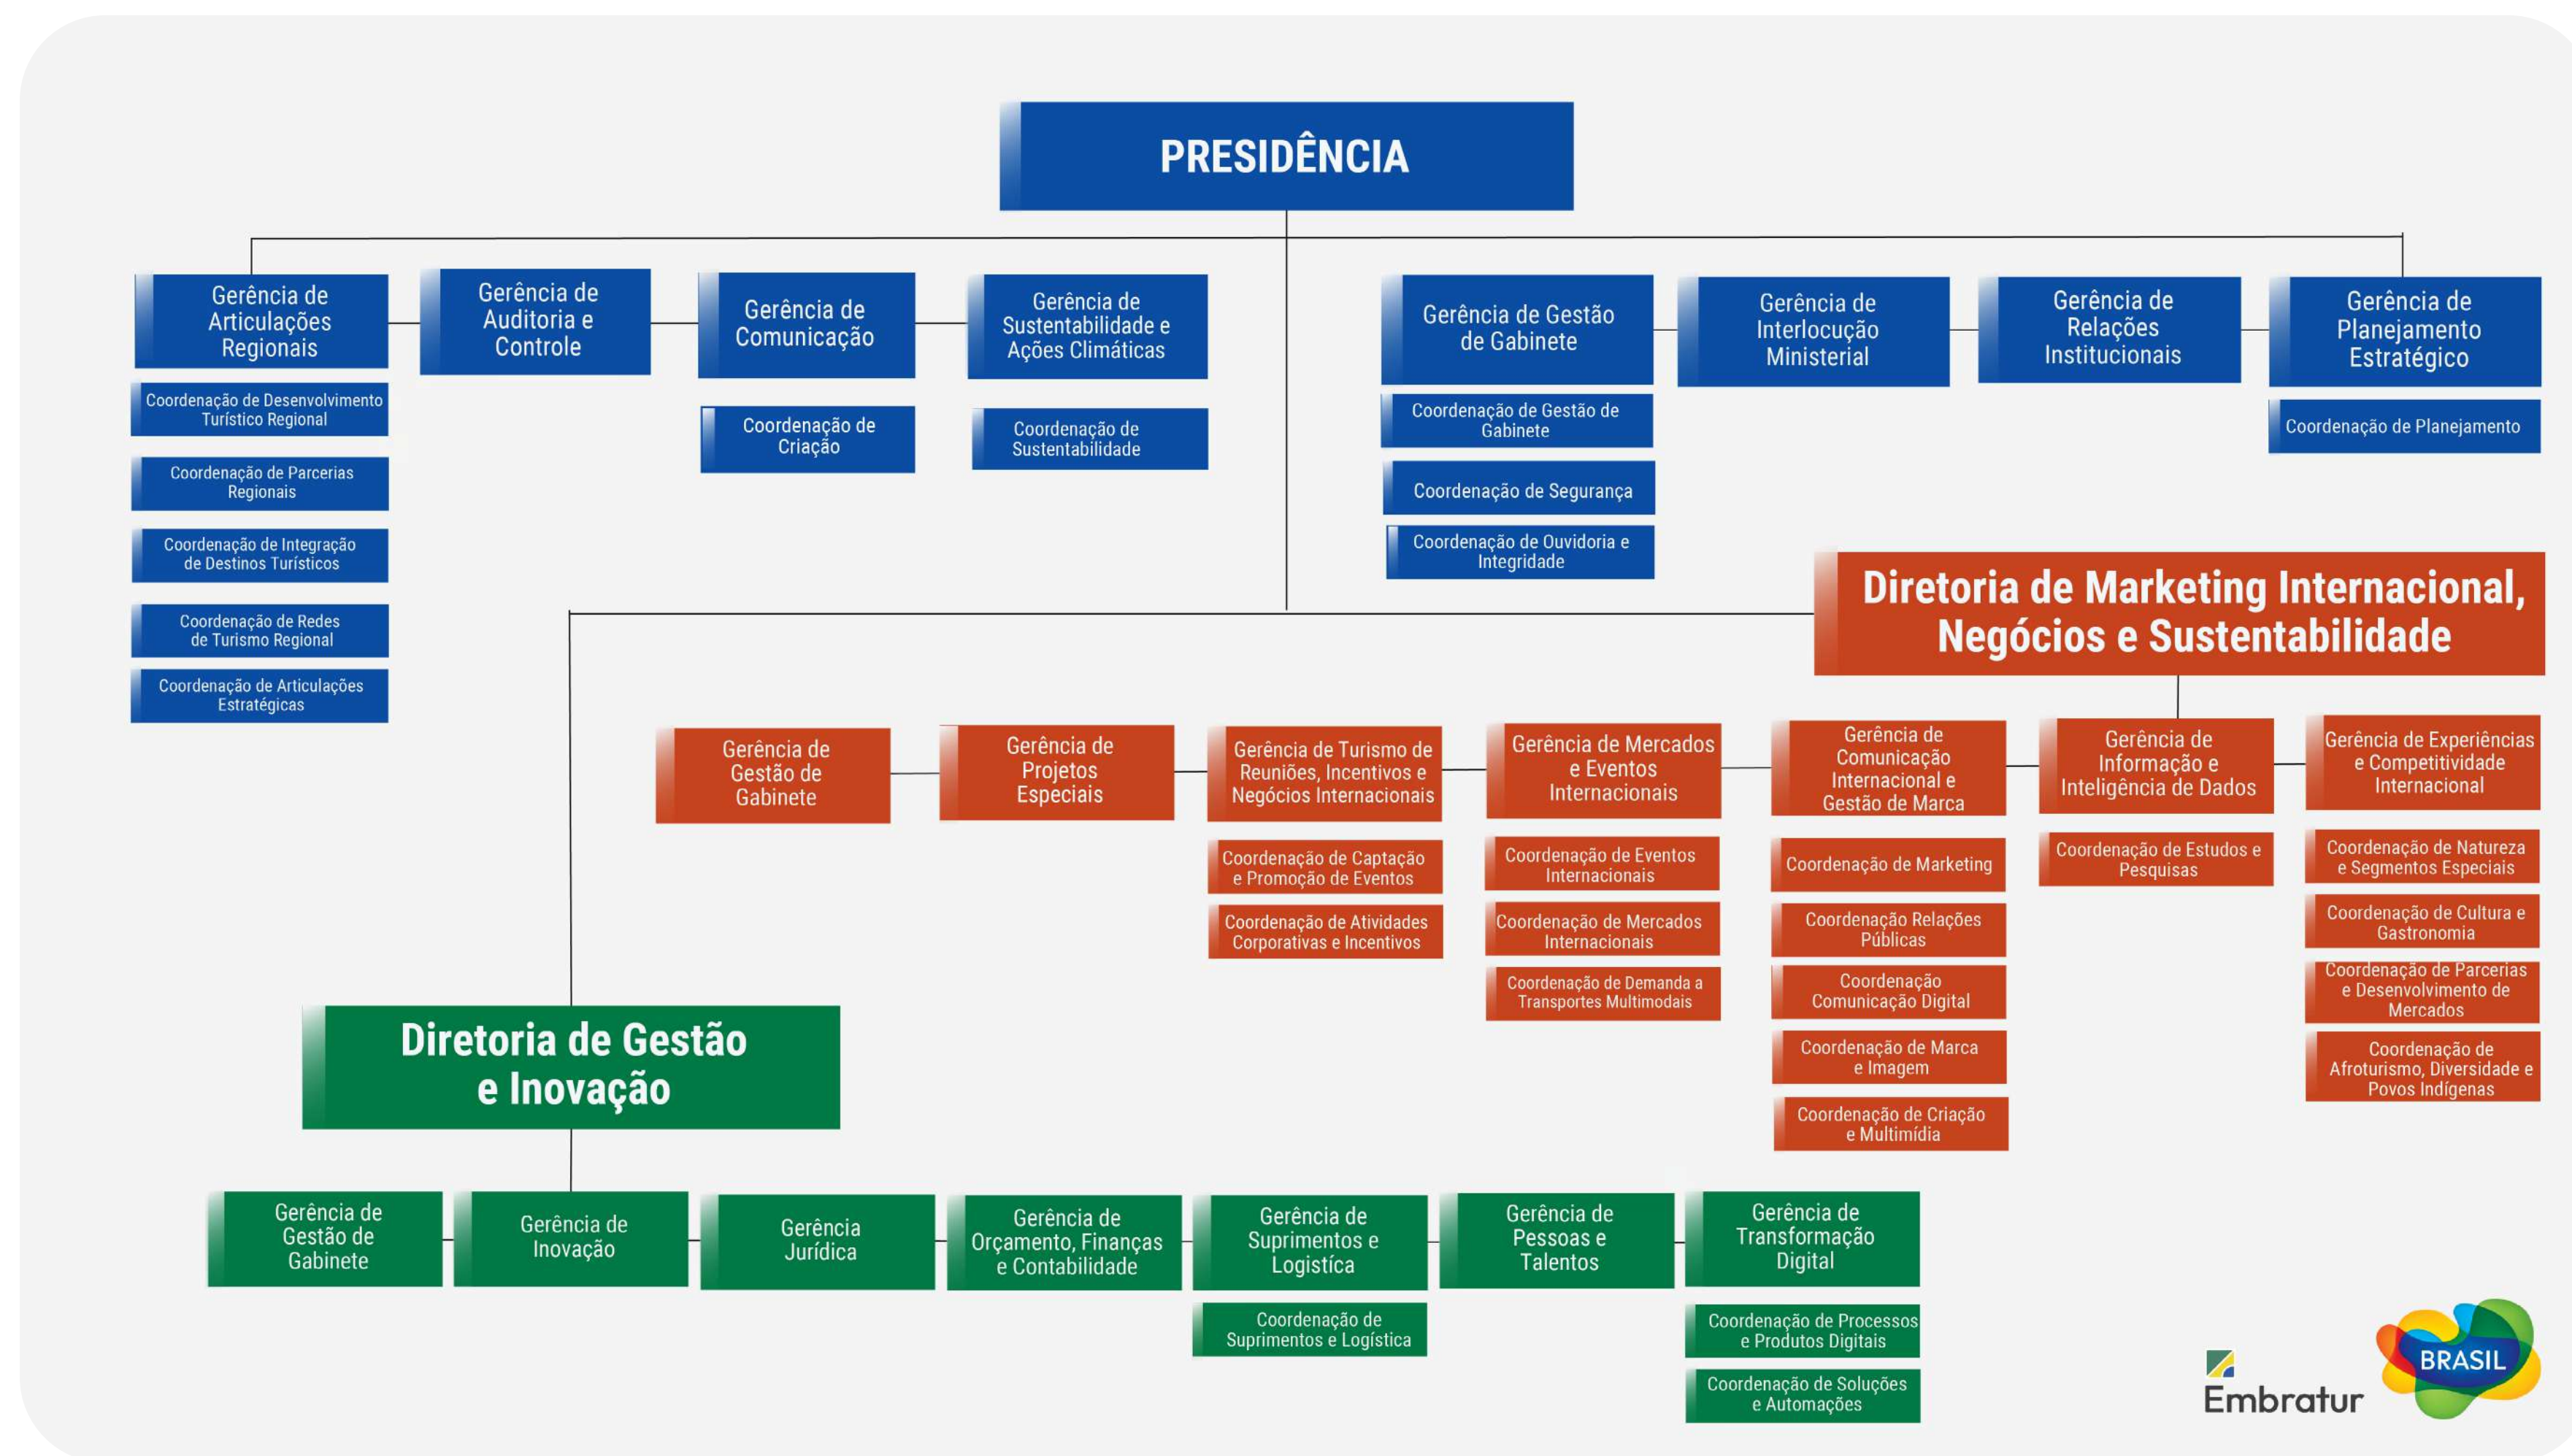 PRESIDÊNCIA
Gerência de
Articulações
Regionais
Coordenação de Desenvolvimento
Turístico Regional
Coordenação de Parcerias
Regionais
Coordenação de Integração
de Destinos Turísticos
Coordenação de Redes
de Turismo Regional
Coordenação de Articulações
Estratégicas
Gerência de
Auditoria e
Controle
Gerência de
Comunicação
Coordenação de
Criação
Gerência de
Sustentabilidade e
Ações Climáticas
Coordenação de
Sustentabilidade
Gerência de Gestão
de Gabinete
Coordenação de Gestão de
Gabinete
Coordenação de Segurança
Coordenação de Ouvidoria e
Integridade
Gerência de
Interlocução
Ministerial
Gerência de
Relações
Institucionais
Gerência de
Planejamento
Estratégico
Coordenação de Planejamento
Diretoria de Marketing Internacional,
Negócios e Sustentabilidade
Gerência de
Gestão de
Gabinete
Gerência de
Projetos
Especiais
Gerência de Turismo de
Reuniões, Incentivos e
Negócios Internacionais
Coordenação de Captação
e Promoção de Eventos
Coordenação de Atividades
Corporativas e Incentivos
Gerência de Mercados
e Eventos
Internacionais
Coordenação de Eventos
Internacionais
Coordenação de Mercados
Internacionais
Coordenação de Demanda a
Transportes Multimodais
Gerência de
Comunicação
Internacional e
Gestão de Marca
Coordenação de Marketing
Coordenação Relações
Públicas
Coordenação
Comunicação Digital
Coordenação de Marca
e Imagem
Coordenação de Criação
e Multimídia
Gerência de
Informação e
Inteligência de Dados
Coordenação de Estudos e
Pesquisas
Gerência de Experiências
e Competitividade
Internacional
Coordenação de Natureza
e Segmentos Especiais
Coordenação de Cultura e
Gastronomia
Coordenação de Parcerias
e Desenvolvimento de
Mercados
Coordenação de
Afroturismo, Diversidade e
Povos Indígenas
Diretoria de Gestão
e Inovação
Gerência de
Gestão de
Gabinete
Gerência de
Inovação
Gerência
Jurídica
Gerência de
Orçamento, Finanças
e Contabilidade
Gerência de
Suprimentos e
Logistíca
Coordenação de
Suprimentos e Logística
Gerência de
Pessoas e
Talentos
Gerência de
Transformação
Digital
Coordenação de Processos
e Produtos Digitais
Coordenação de Soluções
e Automações
Embratur
BRASIL